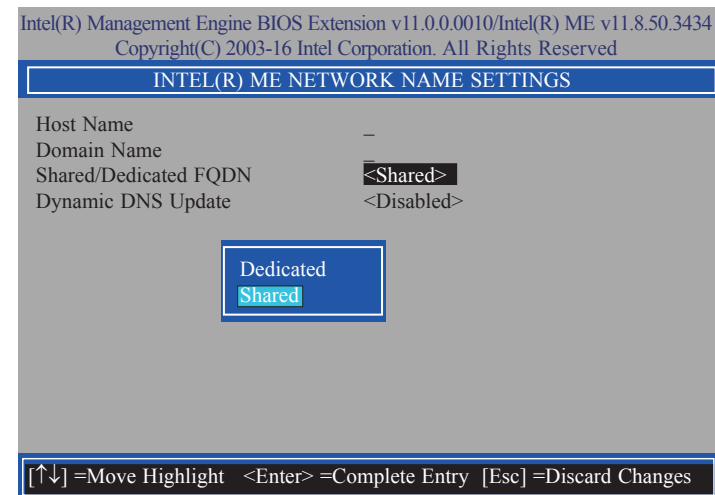 Intel(R) Management Engine BIOS Extension v11.0.0.0010/Intel(R) ME v11.8.50.3434
Copyright(C) 2003-16 Intel Corporation. All Rights Reserved
INTEL(R) ME NETWORK NAME SETTINGS
Host Name _
Domain Name _
Shared/Dedicated FQDN <Shared>
Dynamic DNS Update <Disabled>
Dedicated
Shared
[↑↓] =Move Highlight <Enter> =Complete Entry [Esc] =Discard Changes